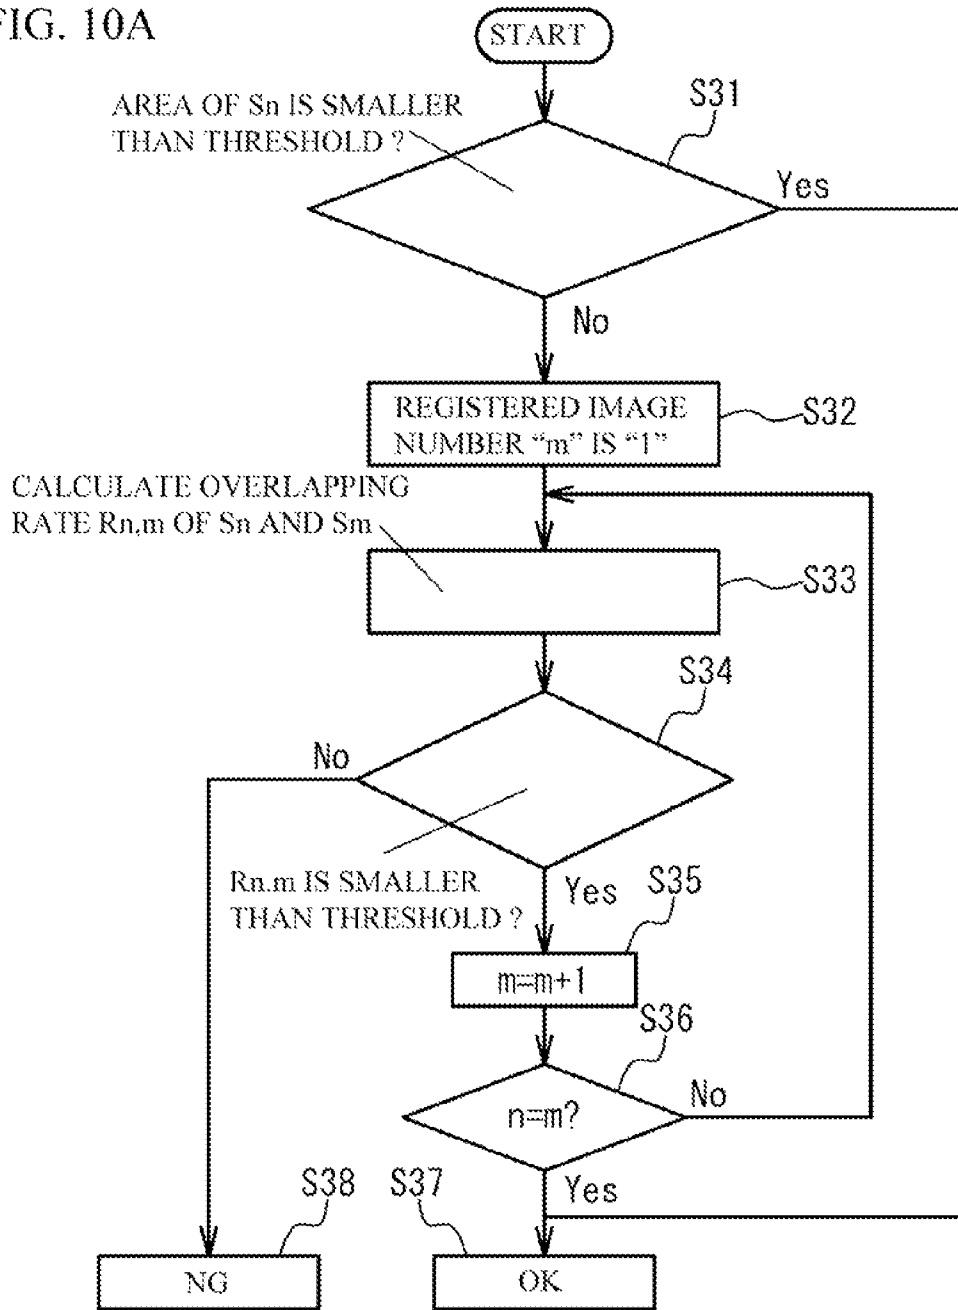 FIG. 10A
START
AREA OF Sn IS SMALLER
THAN THRESHOLD ?
S31
Yes
No
REGISTERED IMAGE
NUMBER “m” IS “1”
S32
CALCULATE OVERLAPPING
RATE Rn,m OF Sn AND Sm
S33
S34
No
Rn.m IS SMALLER
THAN THRESHOLD ?
Yes
S35
m=m+1
S36
n=m?
No
Yes
S38
S37
NG
OK